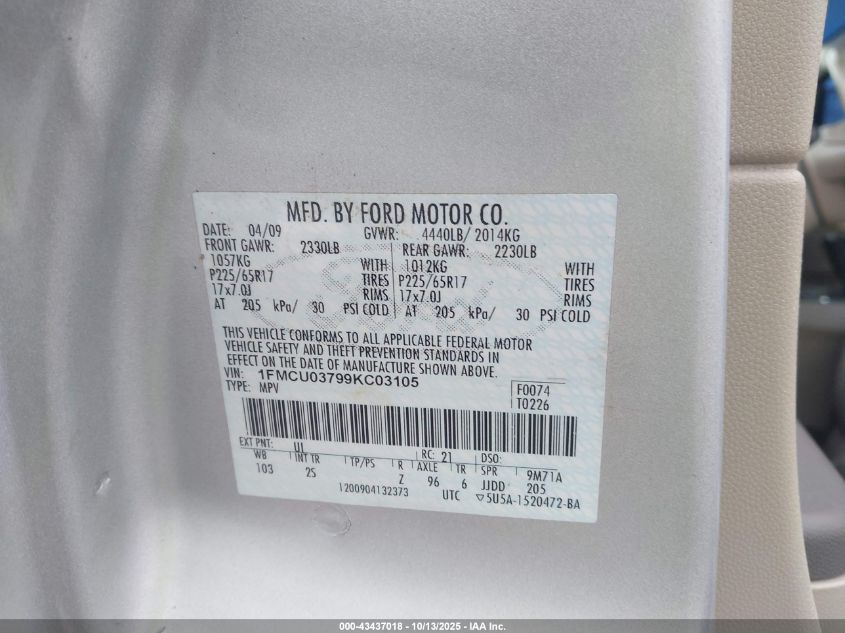 MFD. BY FORD MOTOR CO.
DATE: 04/09 GVWR: 4440LB/ 2014KG
FRONT GAWR: 2330LB REAR GAWR: 2230LB
1057KG WITH 1012KG WITH
P225/65R17 TIRES P225/65R17 TIRES
17x7.0J RIMS 17x7.0J RIMS
AT 205 kPa/ 30 PSI COLD AT 205 kPa/ 30 PSI COLD
THIS VEHICLE CONFORMS TO ALL APPLICABLE FEDERAL MOTOR
VEHICLE SAFETY AND THEFT PREVENTION STANDARDS IN
EFFECT ON THE DATE OF MANUFACTURE SHOWN ABOVE.
VIN: 1FMCU03799KC03105 F0074
TYPE: MPV T0226
EXT PNT: U1 RC: 21 DSO:
WB INT TR TP/PS R AXLE TR SPR 9M71A
103 2S Z 96 6 JJDD 205
1200904132373 UTC ▽5U5A-1520472-BA
000-43437018 - 10/13/2025 - IAA Inc.